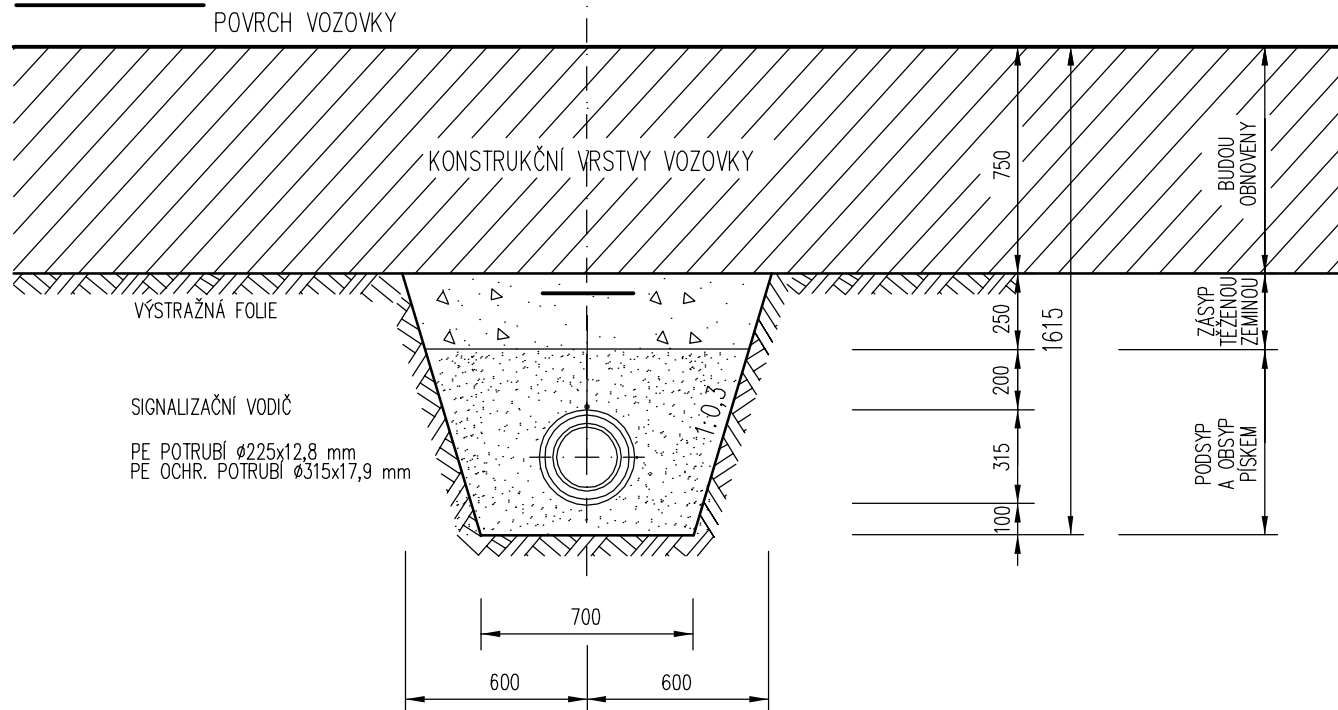 POVRCH VOZOVKY
KONSTRUKČNÍ VRSTVY VOZOVKY
750
BUDOU
OBNOVENY
VÝSTRAŽNÁ FOLIE
250
1615
ZÁSYP
TĚŽENOU
ZEMINOU
200
SIGNALIZAČNÍ VODIČ
1:0,3
PE POTRUBÍ ø225x12,8 mm
PE OCHR. POTRUBÍ ø315x17,9 mm
315
PODSYP
A OBSYP
PÍSKEM
100
700
600
600